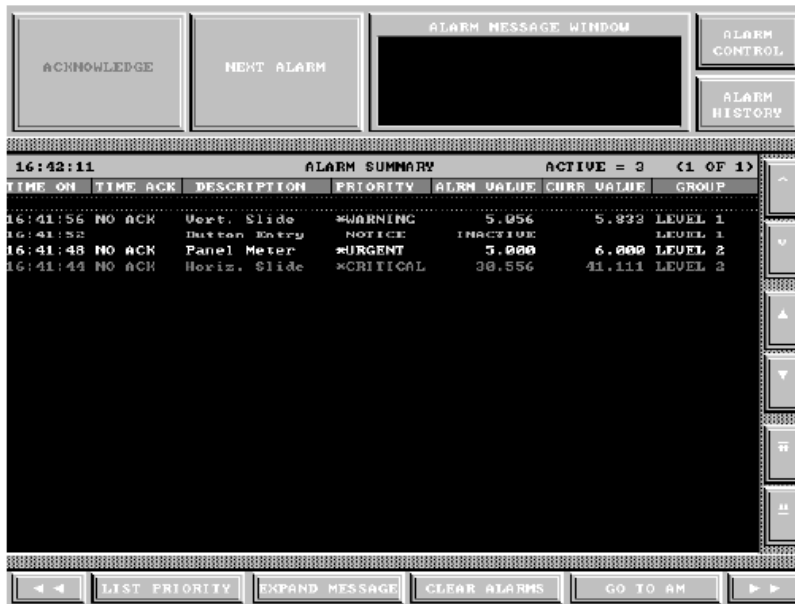 ACKNOWLEDGE
NEXT ALARM
ALARM MESSAGE WINDOW
ALARM CONTROL
ALARM HISTORY
16:42:11 ALARM SUMMARY ACTIVE = 3 (1 OF 1)
TIME ON TIME ACK DESCRIPTION PRIORITY ALRM VALUE CURR VALUE GROUP
16:41:56 NO ACK Vert. Slide *WARNING 5.056 5.833 LEVEL 1
16:41:52 Button Entry NOTICE INACTIVE LEVEL 1
16:41:48 NO ACK Panel Meter *URGENT 5.000 6.000 LEVEL 2
16:41:44 NO ACK Horiz. Slide *CRITICAL 30.556 41.111 LEVEL 2
LIST PRIORITY
EXPAND MESSAGE
CLEAR ALARMS
GO TO AM